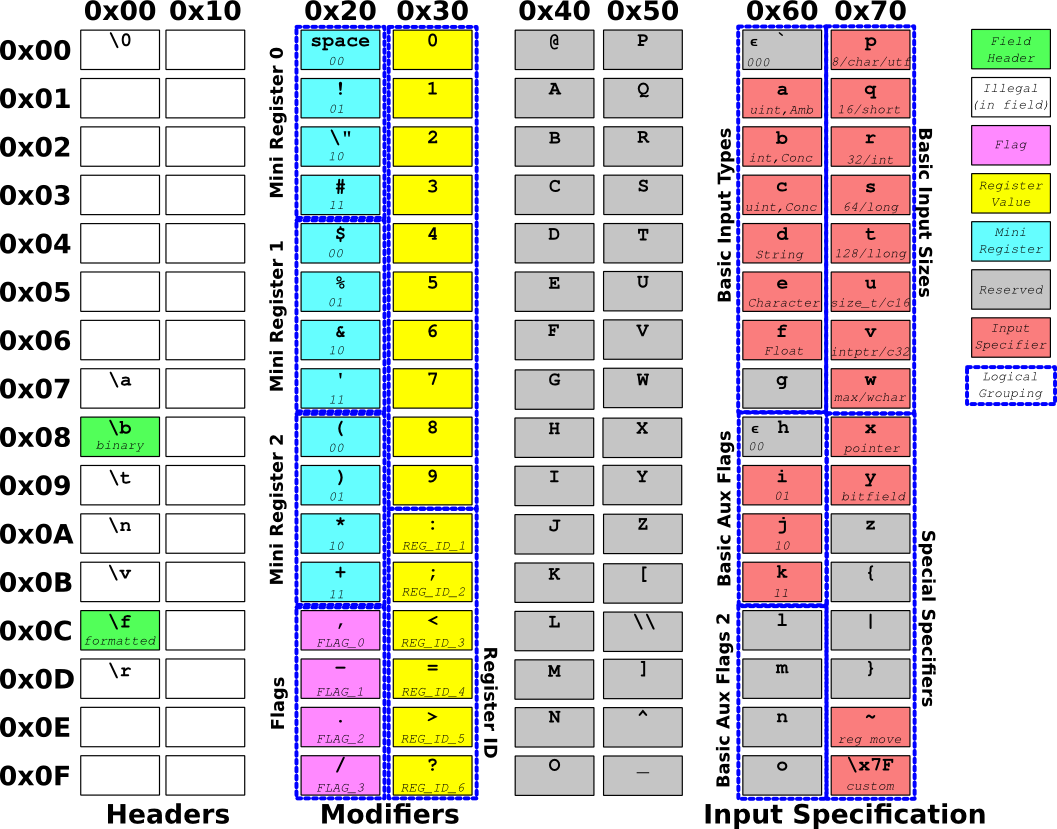 0x00 0x10 0x20 0x30 0x40 0x50 0x60 0x70
0x00 \0 space 0 @ P ϵ ` p Field
00 000 8/char/utf Header
0x01 ! 1 A Q a q Illegal
01 uint,Amb 16/short (in field)
0x02 \" 2 B R b r Flag
10 int,Conc 32/int
0x03 # 3 C S c s Register
11 uint,Conc 64/long Value
0x04 $ 4 D T d t Mini
00 String 128/llong Register
0x05 % 5 E U e u Reserved
01 Character size_t/c16
0x06 & 6 F V f v Input
10 Float intptr/c32 Specifier
0x07 \a ' 7 G W g w Logical
11 max/wchar Grouping
0x08 \b ( 8 H X ϵ h x
binary 00 00 pointer
0x09 \t ) 9 I Y i y
01 01 bitfield
0x0A \n * : J Z j z
10 REG_ID_1 10
0x0B \v + ; K [ k {
11 REG_ID_2 11
0x0C \f , < L \\ l |
formatted FLAG_0 REG_ID_3
0x0D \r − = M ] m }
FLAG_1 REG_ID_4
0x0E . > N ^ n ~
FLAG_2 REG_ID_5 reg move
0x0F / ? O _ o \x7F
FLAG_3 REG_ID_6 custom
Mini Register 0
Mini Register 1
Mini Register 2
Flags
Register ID
Basic Input Types
Basic Aux Flags
Basic Aux Flags 2
Basic Input Sizes
Special Specifiers
Headers Modifiers Input Specification